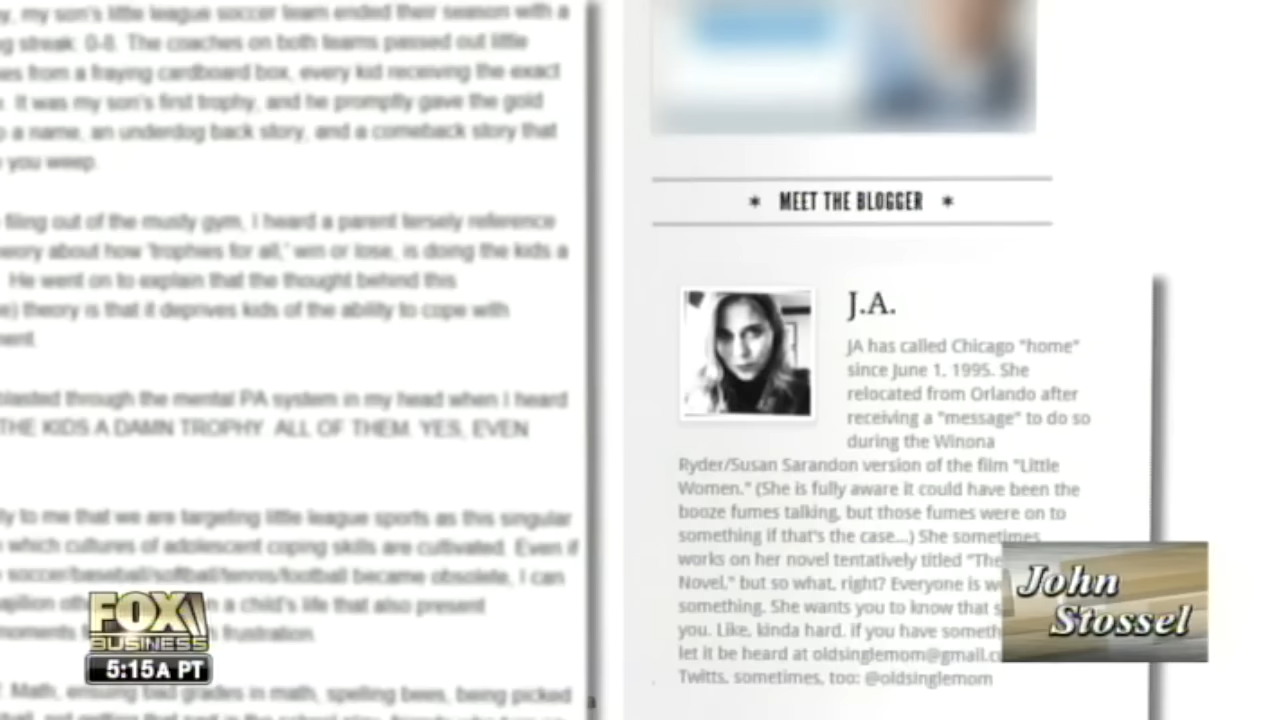 y, my son's little league soccer team ended their season with a
g streak: 0-8. The coaches on both teams passed out little
es from a fraying cardboard box, every kid receiving the exact
. It was my son's first trophy, and he promptly gave the gold
a name, an underdog back story, and a comeback story that
you weep.
filing out of the musty gym, I heard a parent tersely reference
eory about how 'trophies for all,' win or lose, is doing the kids a
He went on to explain that the thought behind this
e) theory is that it deprives kids of the ability to cope with
ment.
blasted through the mental PA system in my head when I heard
THE KIDS A DAMN TROPHY. ALL OF THEM. YES, EVEN
ly to me that we are targeting little league sports as this singular
which cultures of adolescent coping skills are cultivated. Even if
soccer/baseball/softball/tennis/football became obsolete, I can
in a child's life that also present
moments frustration.
Math, bad grades in math, spelling bees, being picked
MEET THE BLOGGER
J.A.
JA has called Chicago "home"
since June 1, 1995. She
relocated from Orlando after
receiving a "message" to do so
during the Winona
Ryder/Susan Sarandon version of the film "Little
Women." (She is fully aware it could have been the
booze fumes talking, but those fumes were on to
something if that's the case...) She sometimes
works on her novel tentatively titled "The
Novel," but so what, right? Everyone is w
something. She wants you to know that s
you. Like, kinda hard. If you have someth
let it be heard at oldsinglemom@gmail.c
Twitts, sometimes, too: @oldsinglemom
FOX
BUSINESS
5:15A PT
John
Stossel